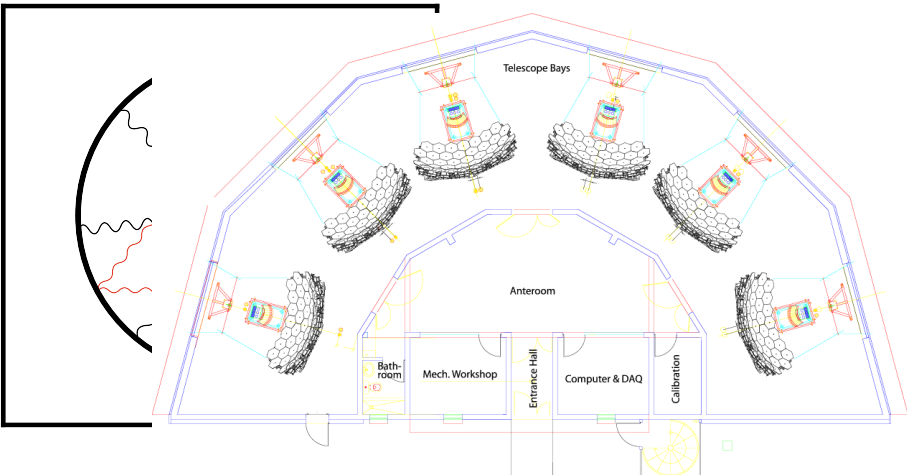 Telescope Bays
Anteroom
Bath-
room
Mech. Workshop
Entrance Hall
Computer & DAQ
Calibration